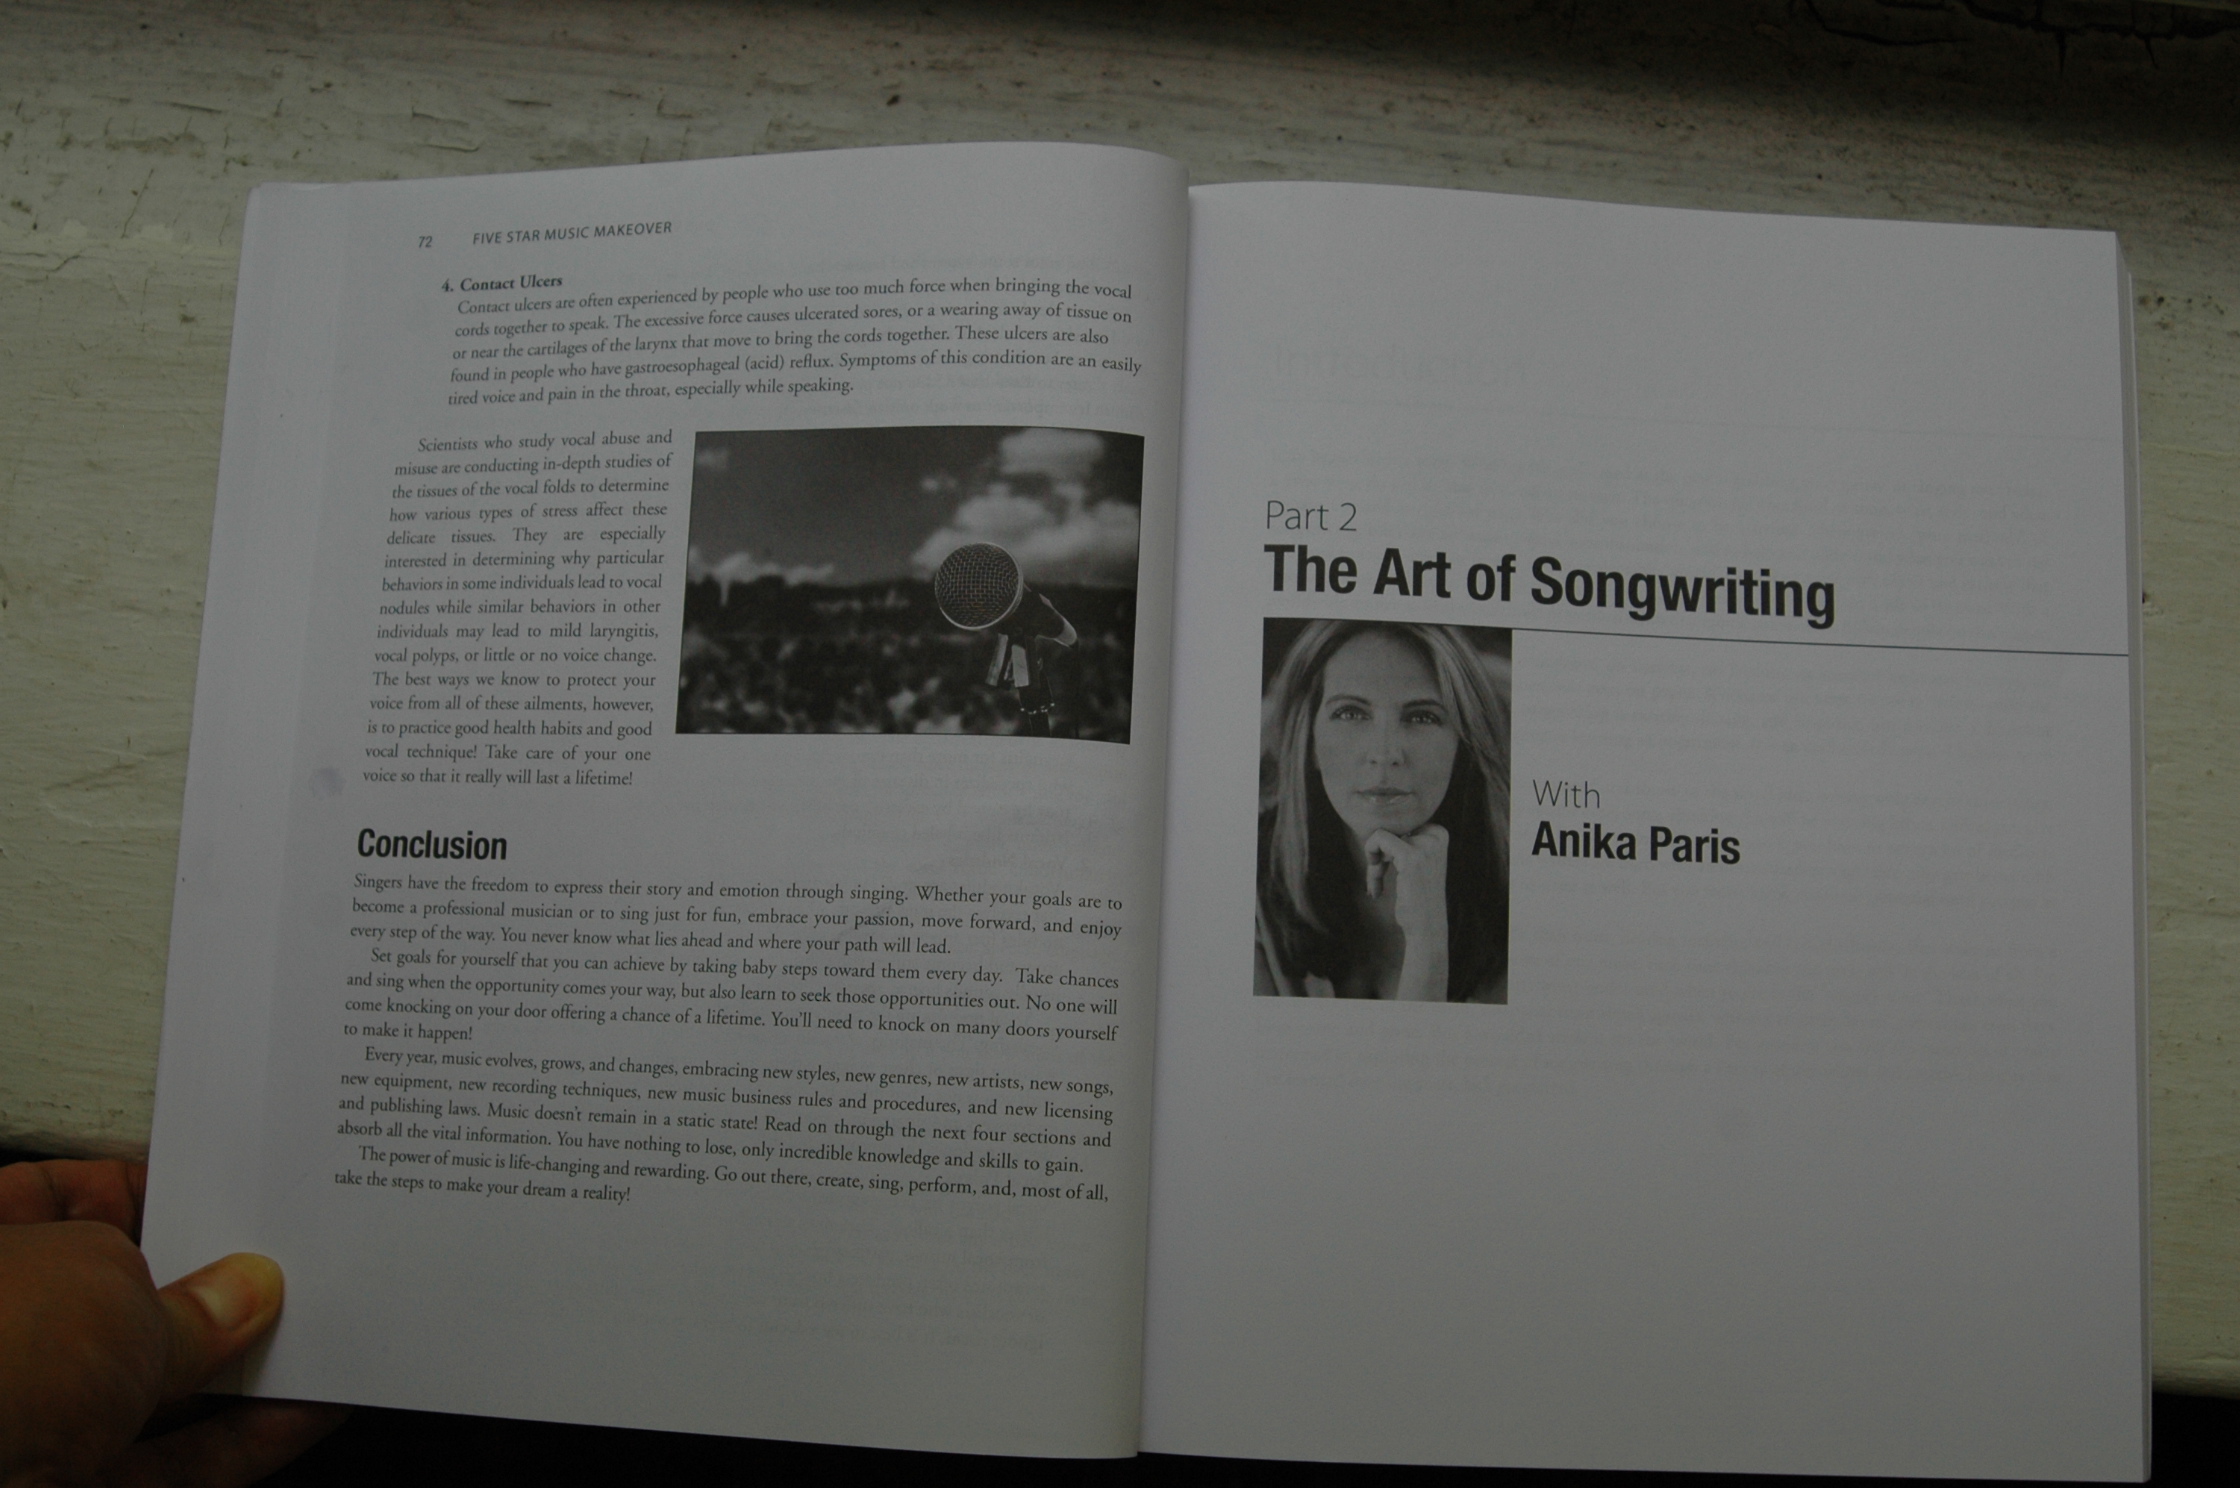 72 FIVE STAR MUSIC MAKEOVER
4. Contact Ulcers
Contact ulcers are often experienced by people who use too much force when bringing the vocal
cords together to speak. The excessive force causes ulcerated sores, or a wearing away of tissue on
or near the cartilages of the larynx that move to bring the cords together. These ulcers are also
found in people who have gastroesophageal (acid) reflux. Symptoms of this condition are an easily
tired voice and pain in the throat, especially while speaking.
Scientists who study vocal abuse and
misuse are conducting in-depth studies of
the tissues of the vocal folds to determine
how various types of stress affect these
delicate tissues. They are especially
interested in determining why particular
behaviors in some individuals lead to vocal
nodules while similar behaviors in other
individuals may lead to mild laryngitis,
vocal polyps, or little or no voice change.
The best ways we know to protect your
voice from all of these ailments, however,
is to practice good health habits and good
vocal technique! Take care of your one
voice so that it really will last a lifetime!
Conclusion
Singers have the freedom to express their story and emotion through singing. Whether your goals are to
become a professional musician or to sing just for fun, embrace your passion, move forward, and enjoy
every step of the way. You never know what lies ahead and where your path will lead.
Set goals for yourself that you can achieve by taking baby steps toward them every day. Take chances
and sing when the opportunity comes your way, but also learn to seek those opportunities out. No one will
come knocking on your door offering a chance of a lifetime. You'll need to knock on many doors yourself
to make it happen!
Every year, music evolves, grows, and changes, embracing new styles, new genres, new artists, new songs,
new equipment, new recording techniques, new music business rules and procedures, and new licensing
and publishing laws. Music doesn't remain in a static state! Read on through the next four sections and
absorb all the vital information. You have nothing to lose, only incredible knowledge and skills to gain.
The power of music is life-changing and rewarding. Go out there, create, sing, perform, and, most of all,
take the steps to make your dream a reality!
Part 2
The Art of Songwriting
With
Anika Paris